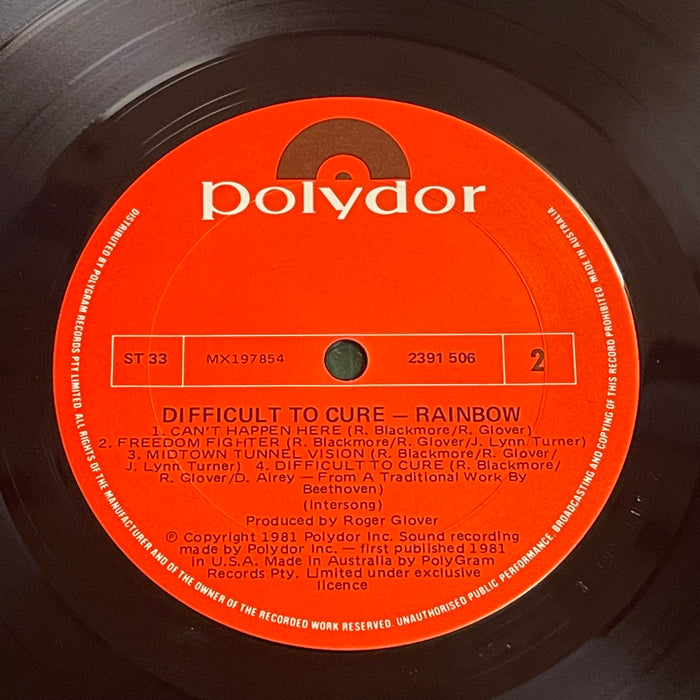 polydor
ST 33
MX197854
2391 506
2
DIFFICULT TO CURE — RAINBOW
1. CAN'T HAPPEN HERE (R. Blackmore/R. Glover)
2. FREEDOM FIGHTER (R. Blackmore/R. Glover/J. Lynn Turner)
3. MIDTOWN TUNNEL VISION (R. Blackmore/R. Glover/
J. Lynn Turner) 4. DIFFICULT TO CURE (R. Blackmore/
R. Glover/D. Airey — From A Traditional Work By
Beethoven)
(Intersong)
Produced by Roger Glover
℗ Copyright 1981 Polydor Inc. Sound recording
made by Polydor Inc. — first published 1981
in U.S.A. Made in Australia by PolyGram
Records Pty. Limited under exclusive
licence
DISTRIBUTED BY POLYGRAM RECORDS PTY LIMITED. ALL RIGHTS OF THE MANUFACTURER AND OF THE OWNER OF THE RECORDED WORK RESERVED. UNAUTHORISED PUBLIC PERFORMANCE, BROADCASTING AND COPYING OF THIS RECORD PROHIBITED. MADE IN AUSTRALIA